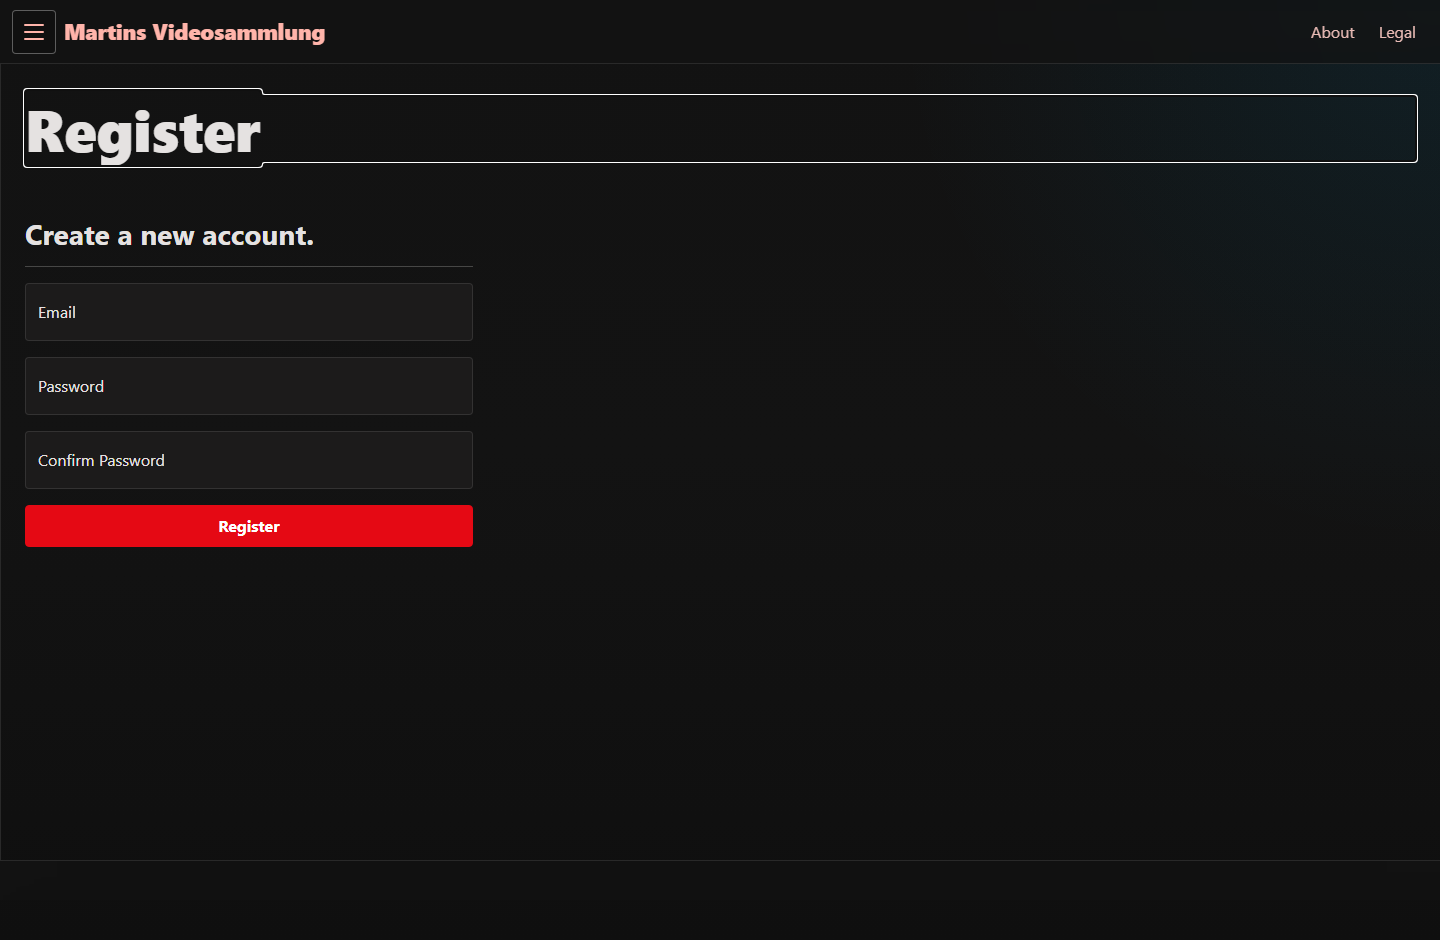 Martins Videosammlung
About
Legal
Register
Create a new account.
Email
Password
Confirm Password
Register